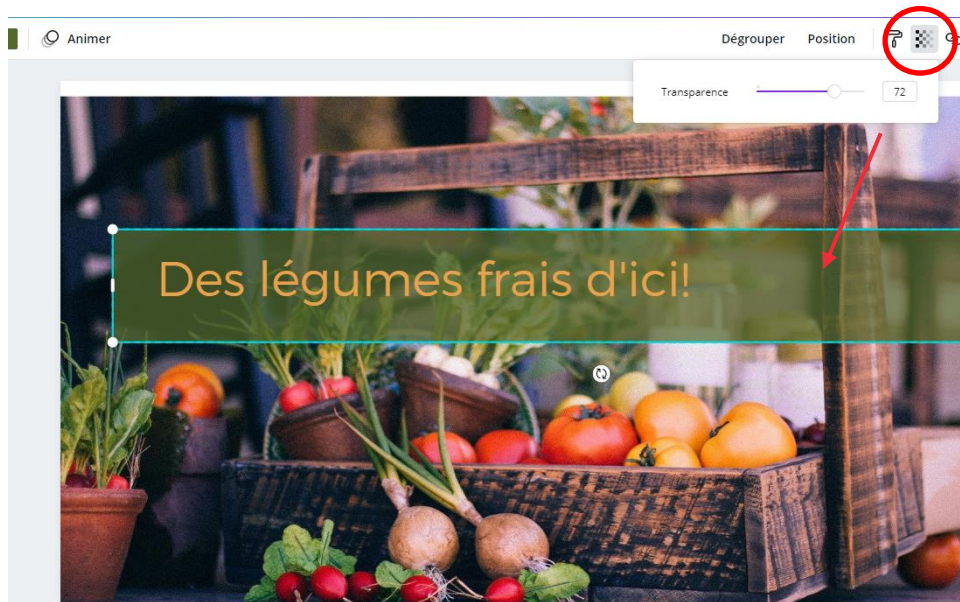 Animer
Dégrouper
Position
Transparence
72
Des légumes frais d'ici!